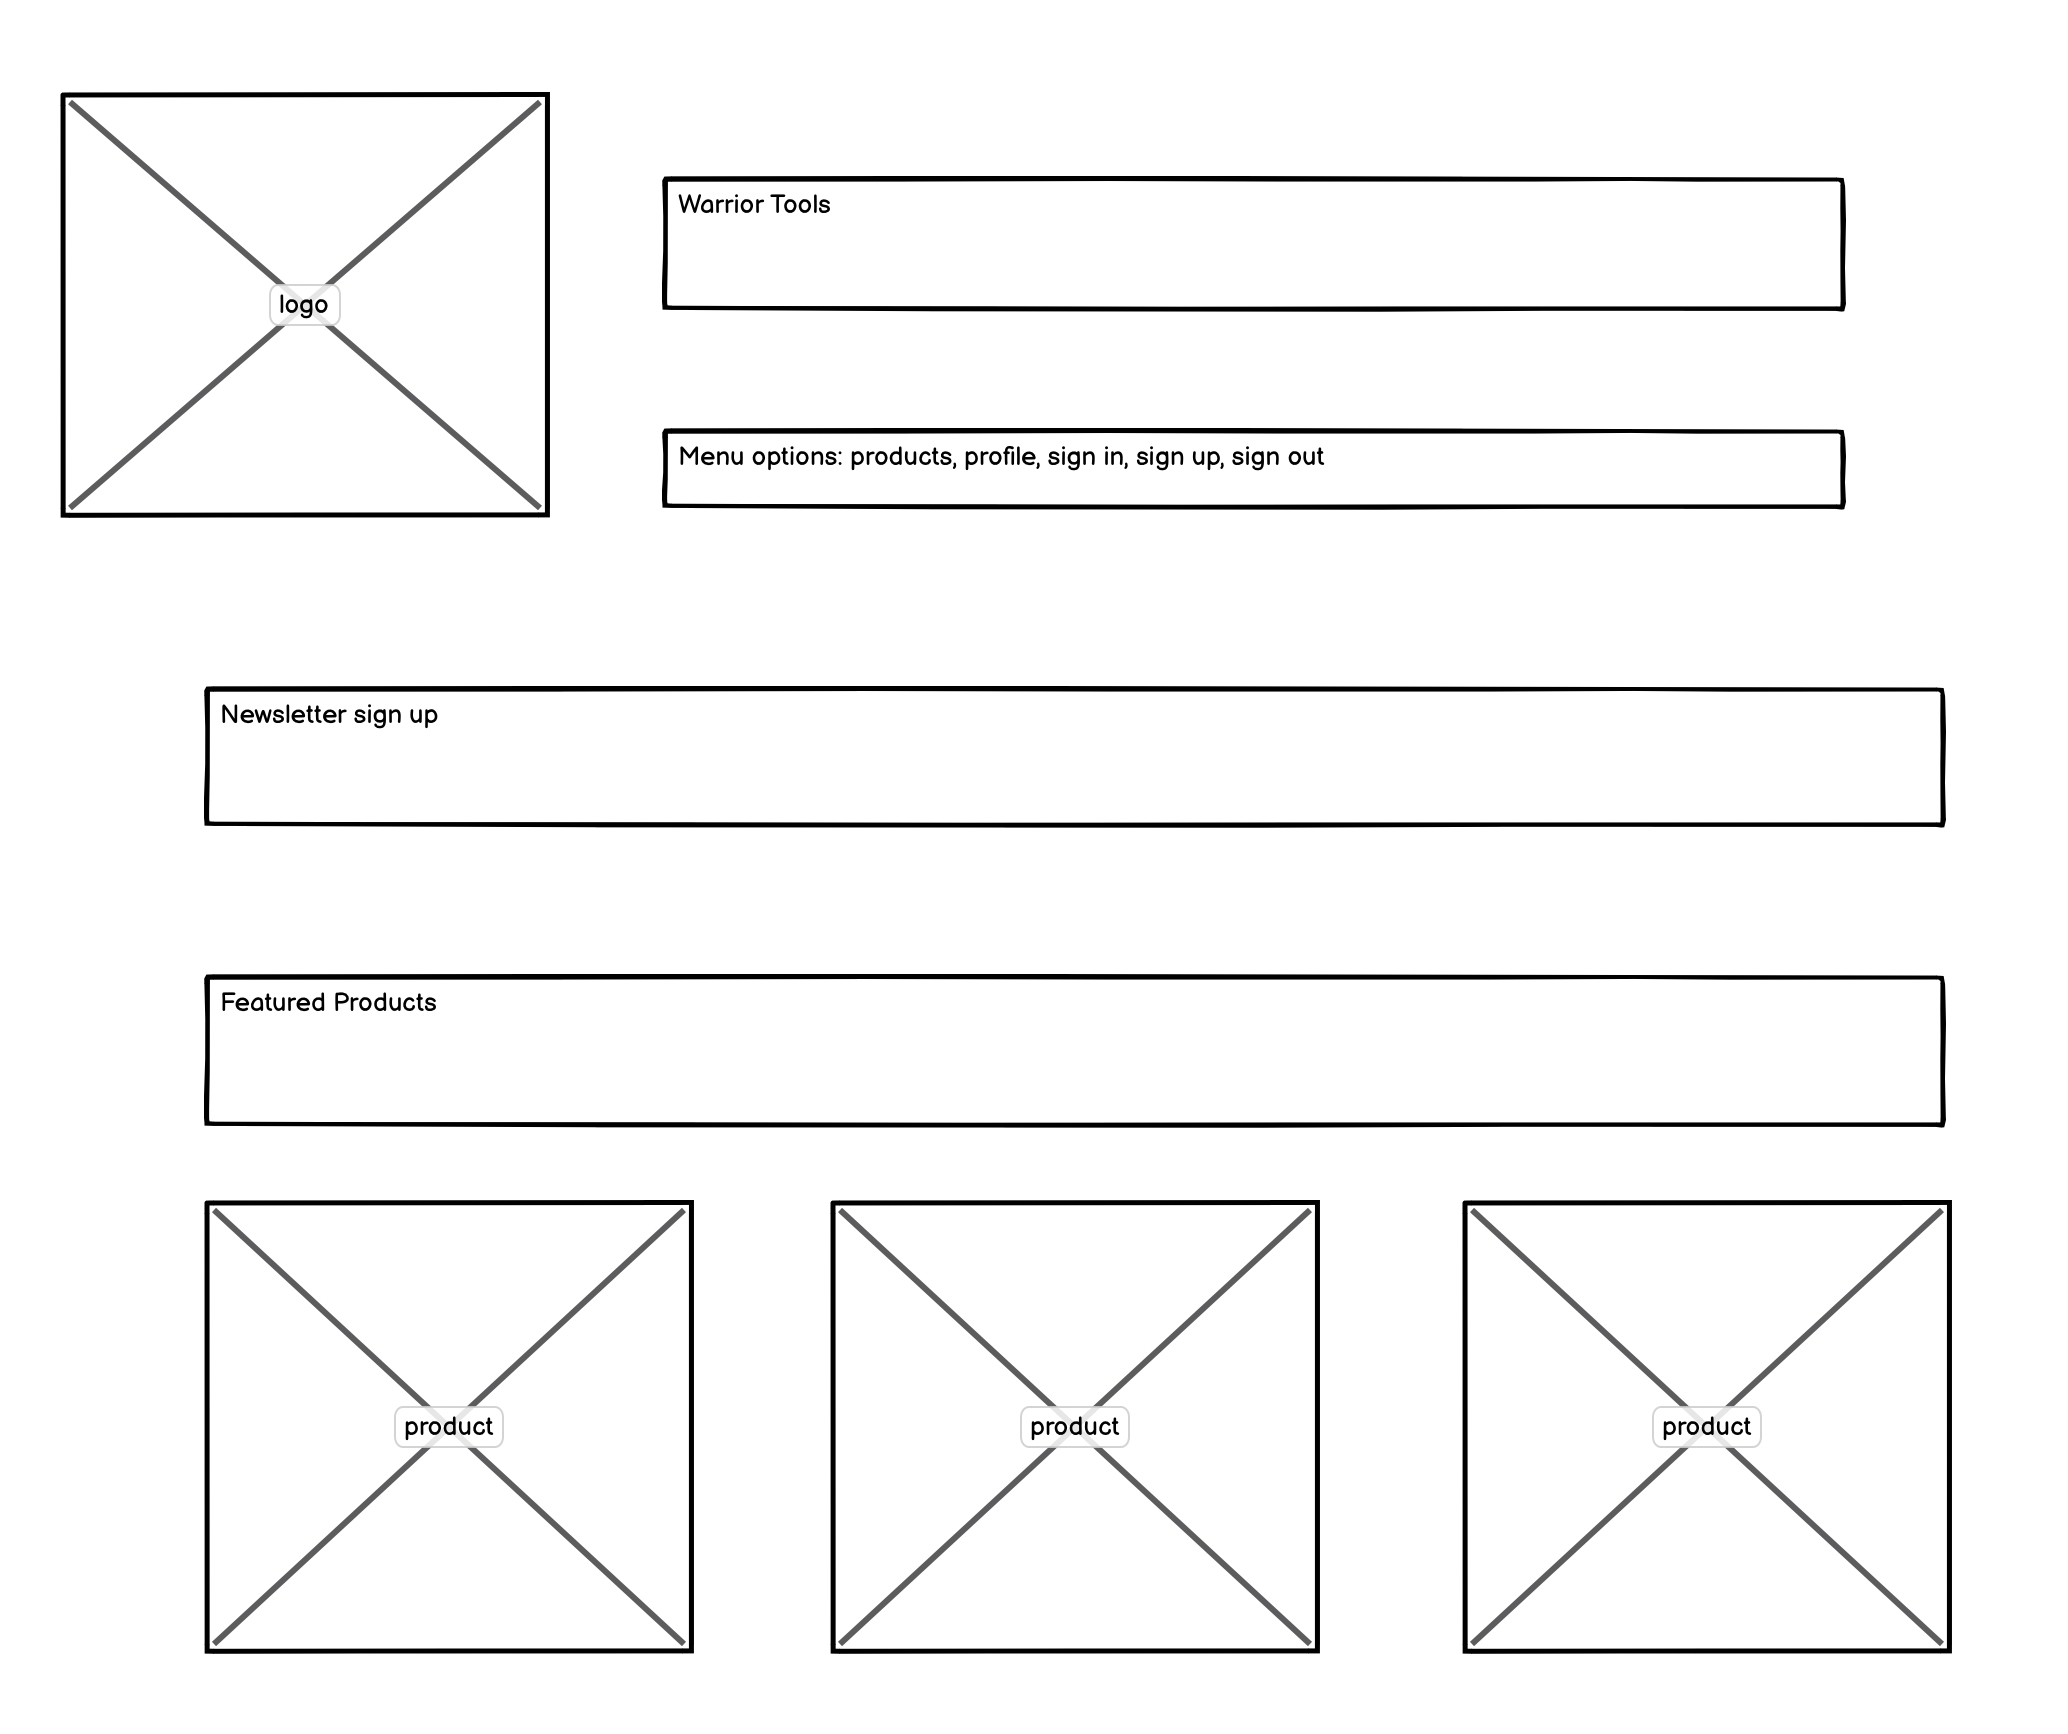 logo
Warrior Tools
Menu options: products, profile, sign in, sign up, sign out
Newsletter sign up
Featured Products
product
product
product